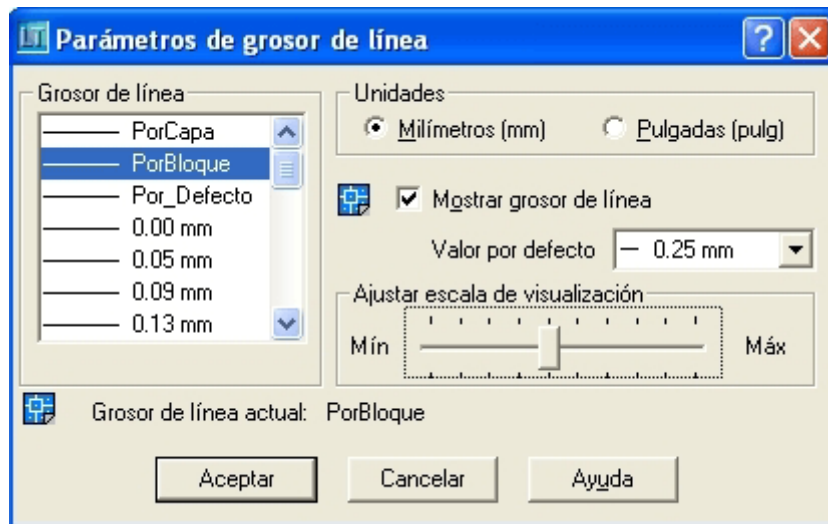 LT Parámetros de grosor de línea
Grosor de línea
PorCapa
PorBloque
Por_Defecto
0.00 mm
0.05 mm
0.09 mm
0.13 mm
Unidades
Milímetros (mm) Pulgadas (pulg)
Mostrar grosor de línea
Valor por defecto 0.25 mm
Ajustar escala de visualización
Mín Máx
Grosor de línea actual: PorBloque
Aceptar Cancelar Ayuda